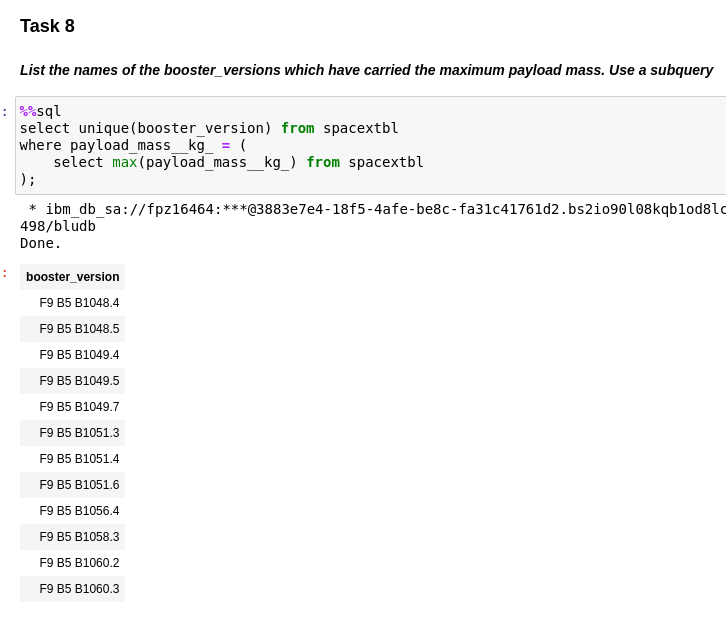 Task 8
List the names of the booster_versions which have carried the maximum payload mass. Use a subquery
:
%%sql
select unique(booster_version) from spacextbl
where payload_mass__kg_ = (
    select max(payload_mass__kg_) from spacextbl
);
 * ibm_db_sa://fpz16464:***@3883e7e4-18f5-4afe-be8c-fa31c41761d2.bs2io90l08kqb1od8lc
498/bludb
Done.
:
booster_version
F9 B5 B1048.4
F9 B5 B1048.5
F9 B5 B1049.4
F9 B5 B1049.5
F9 B5 B1049.7
F9 B5 B1051.3
F9 B5 B1051.4
F9 B5 B1051.6
F9 B5 B1056.4
F9 B5 B1058.3
F9 B5 B1060.2
F9 B5 B1060.3